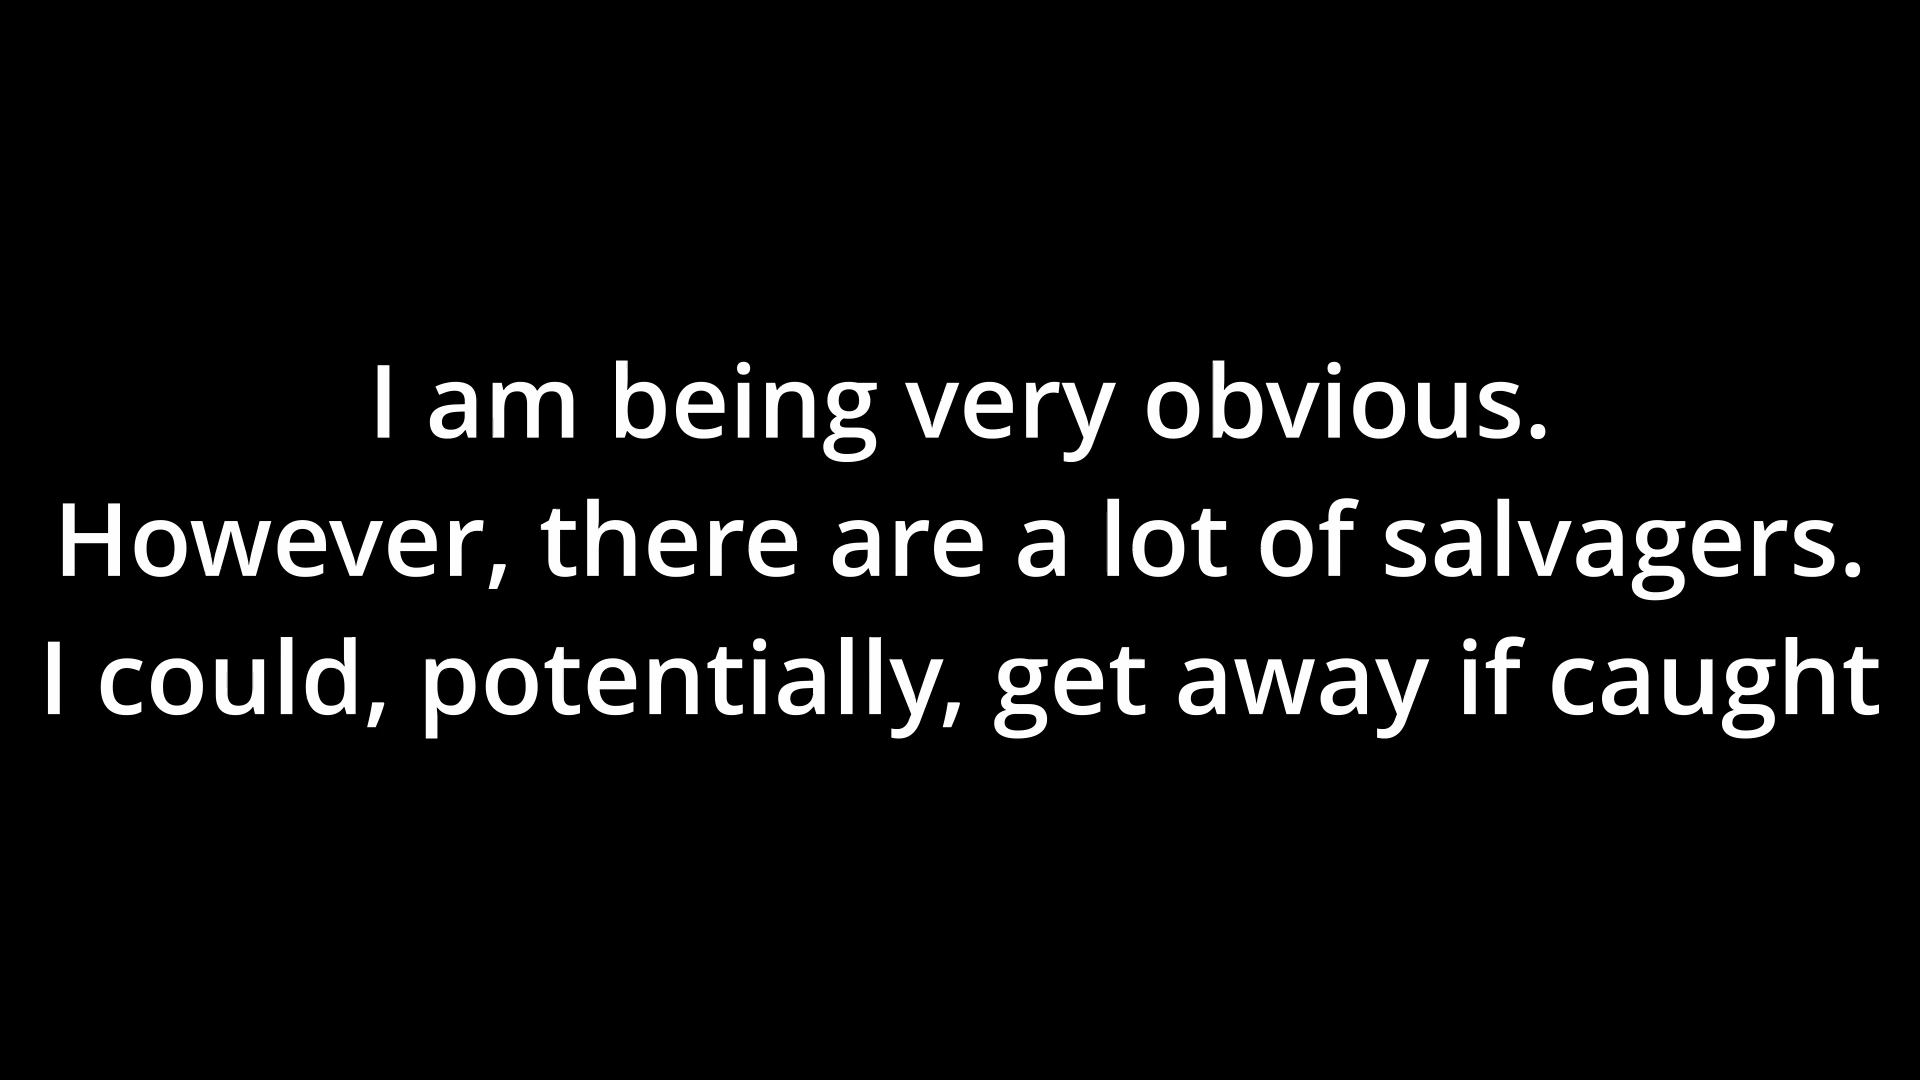 I am being very obvious.
However, there are a lot of salvagers.
I could, potentially, get away if caught